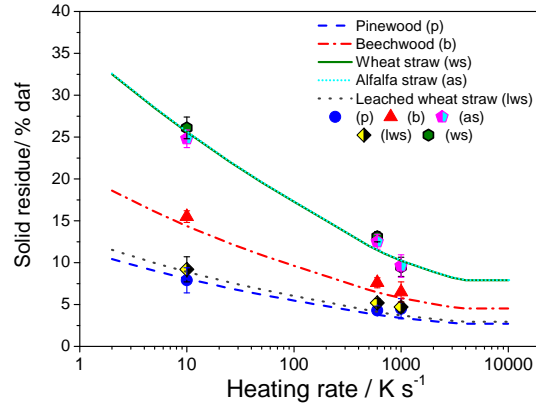 Pinewood (p)
Beechwood (b)
Wheat straw (ws)
Alfalfa straw (as)
Leached wheat straw (lws)
(p) (b) (as)
(lws) (ws)
Solid residue/ % daf
40
35
30
25
20
15
10
5
0
1 10 100 1000 10000
Heating rate / K s⁻¹